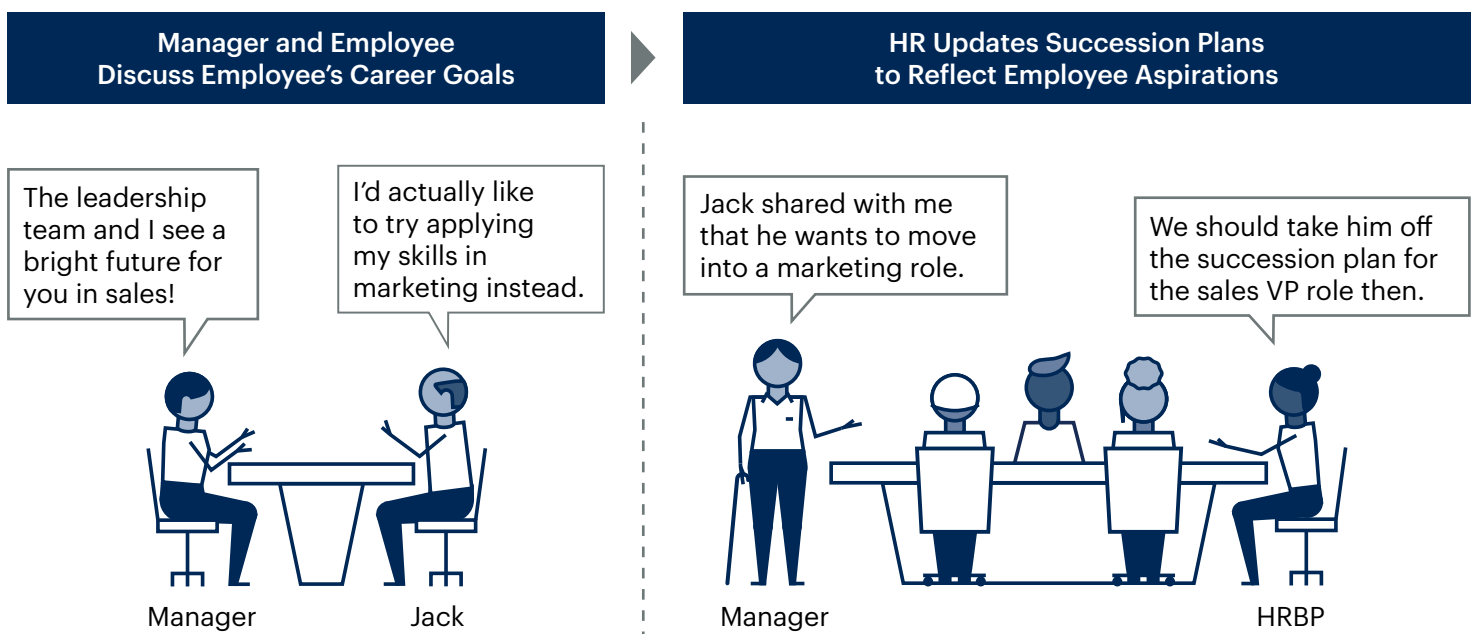 Manager and Employee
Discuss Employee’s Career Goals
The leadership
team and I see a
bright future for
you in sales!
I’d actually like
to try applying
my skills in
marketing instead.
Manager
Jack
HR Updates Succession Plans
to Reflect Employee Aspirations
Jack shared with me
that he wants to move
into a marketing role.
We should take him off
the succession plan for
the sales VP role then.
Manager
HRBP